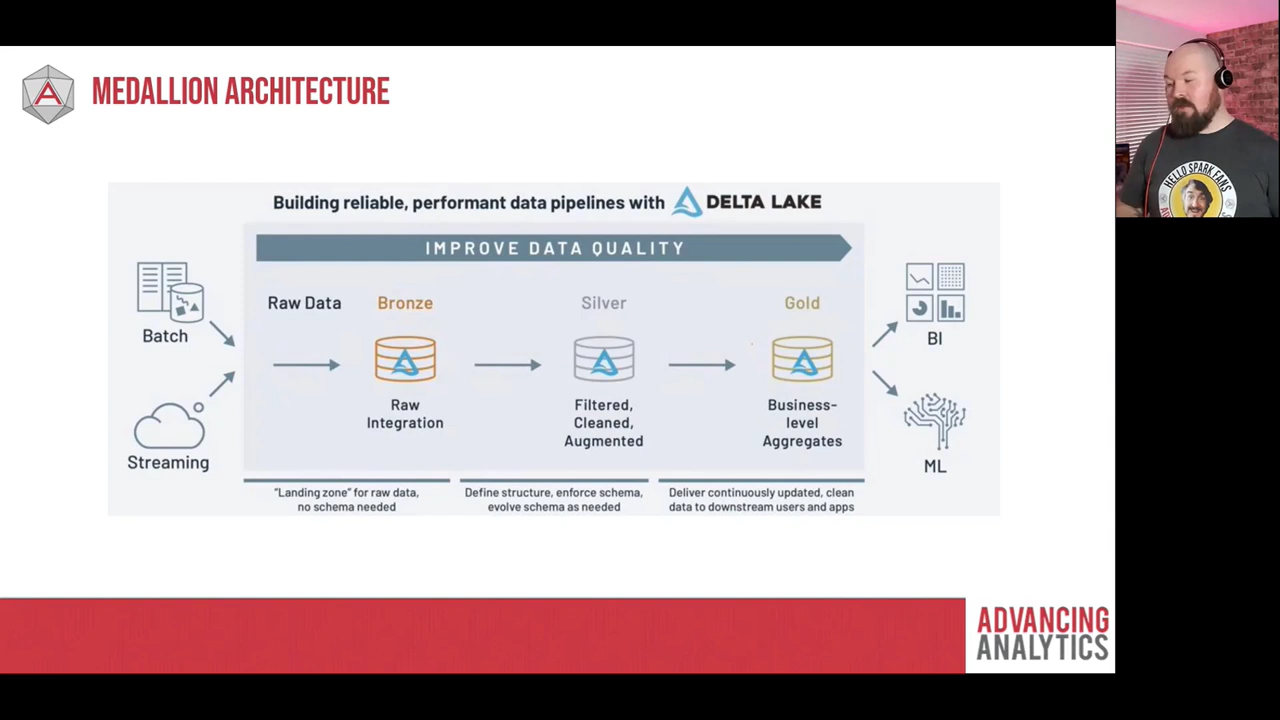 MEDALLION ARCHITECTURE
Building reliable, performant data pipelines with DELTA LAKE
IMPROVE DATA QUALITY
Batch
Streaming
Raw Data
Bronze
Silver
Gold
Raw
Integration
Filtered,
Cleaned,
Augmented
Business-
level
Aggregates
BI
ML
"Landing zone" for raw data,
no schema needed
Define structure, enforce schema,
evolve schema as needed
Deliver continuously updated, clean
data to downstream users and apps
ADVANCING
ANALYTICS
HELLO SPARK FANS